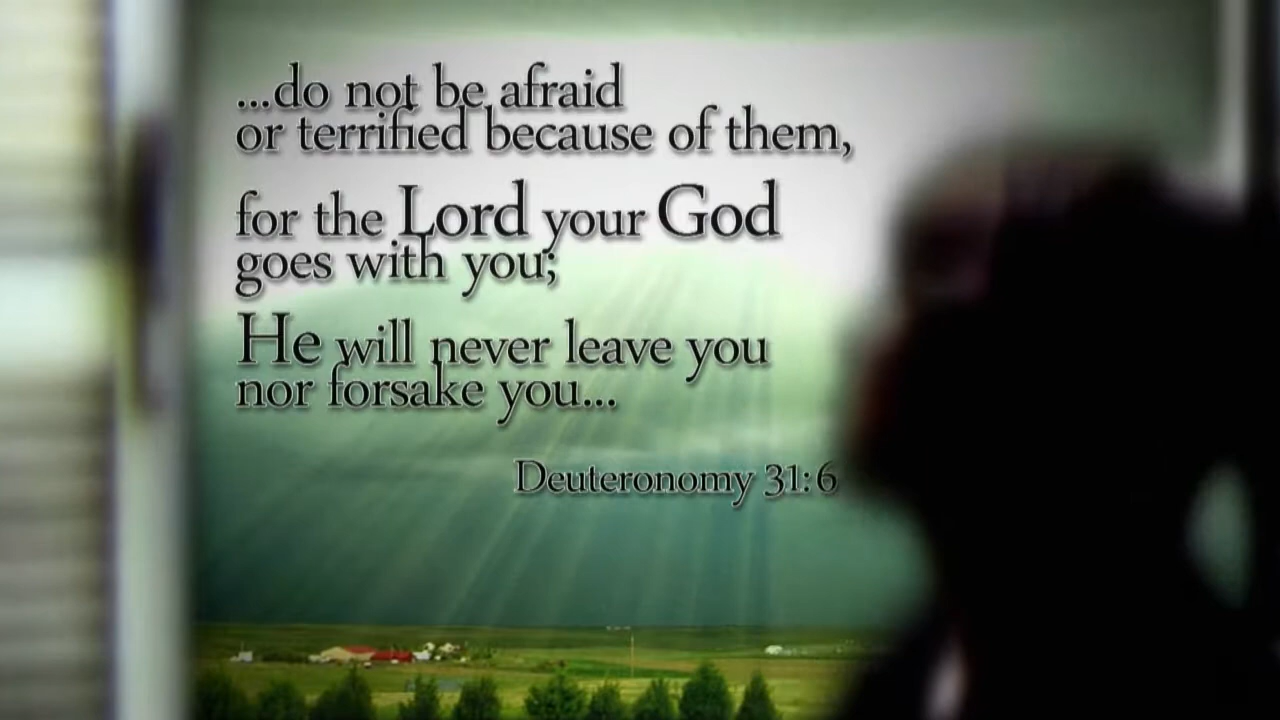 ...do not be afraid
or terrified because of them,
for the Lord your God
goes with you;
He will never leave you
nor forsake you...
Deuteronomy 31:6